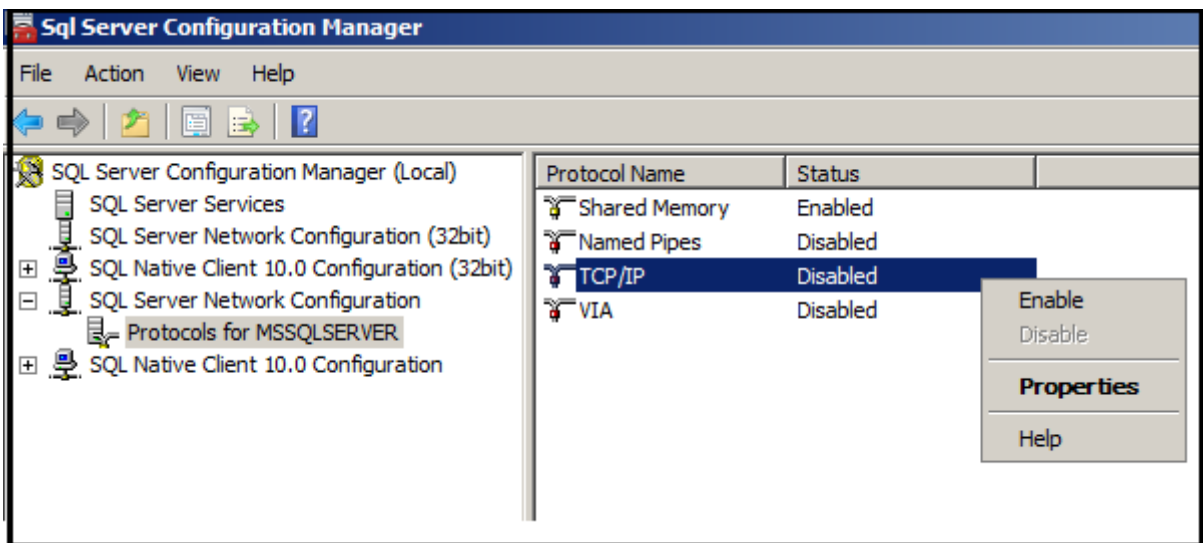 Sql Server Configuration Manager
File Action View Help
SQL Server Configuration Manager (Local)
SQL Server Services
SQL Server Network Configuration (32bit)
SQL Native Client 10.0 Configuration (32bit)
SQL Server Network Configuration
Protocols for MSSQLSERVER
SQL Native Client 10.0 Configuration
Protocol Name Status
Shared Memory Enabled
Named Pipes Disabled
TCP/IP Disabled
VIA Disabled
Enable
Disable
Properties
Help